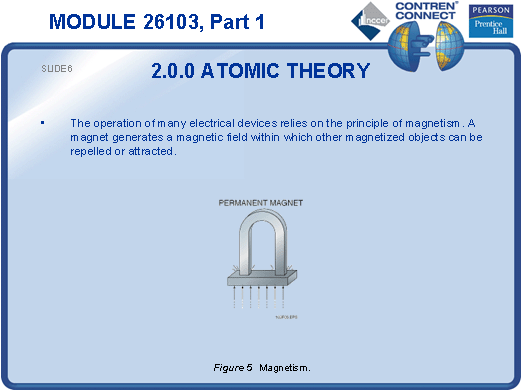 MODULE 26103, Part 1
nccer
CONTREN
CONNECT
PEARSON
Prentice
Hall
SLIDE 6
2.0.0 ATOMIC THEORY
• The operation of many electrical devices relies on the principle of magnetism. A
magnet generates a magnetic field within which other magnetized objects can be
repelled or attracted.
PERMANENT MAGNET
Figure 5 Magnetism.